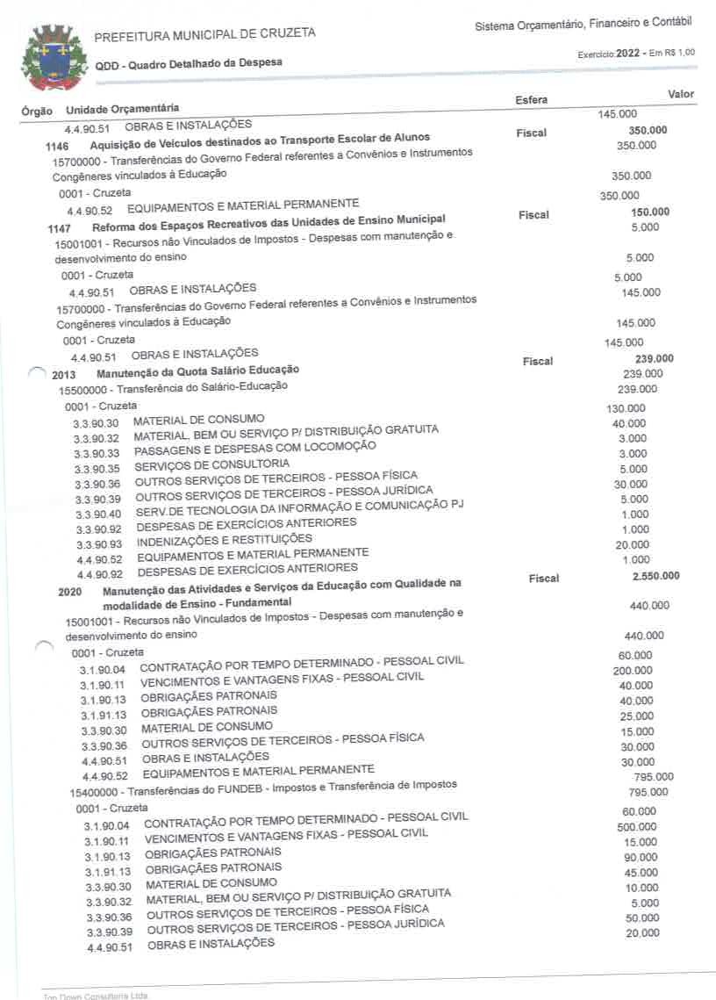 PREFEITURA MUNICIPAL DE CRUZETA
Sistema Orçamentário, Financeiro e Contábil
QDD - Quadro Detalhado da Despesa
Exercício: 2022 - Em R$ 1,00
Órgão Unidade Orçamentária Esfera Valor
4.4.90.51 OBRAS E INSTALAÇÕES 145.000
1146 Aquisição de Veículos destinados ao Transporte Escolar de Alunos Fiscal 350.000
15700000 - Transferências do Governo Federal referentes a Convênios e Instrumentos 350.000
Congêneres vinculados à Educação
0001 - Cruzeta 350.000
4.4.90.52 EQUIPAMENTOS E MATERIAL PERMANENTE 350.000
1147 Reforma dos Espaços Recreativos das Unidades de Ensino Municipal Fiscal 150.000
15001001 - Recursos não Vinculados de Impostos - Despesas com manutenção e 5.000
desenvolvimento do ensino
0001 - Cruzeta 5.000
4.4.90.51 OBRAS E INSTALAÇÕES 5.000
15700000 - Transferências do Governo Federal referentes a Convênios e Instrumentos 145.000
Congêneres vinculados à Educação
0001 - Cruzeta 145.000
4.4.90.51 OBRAS E INSTALAÇÕES 145.000
2013 Manutenção da Quota Salário Educação Fiscal 239.000
15500000 - Transferência do Salário-Educação 239.000
0001 - Cruzeta 239.000
3.3.90.30 MATERIAL DE CONSUMO 130.000
3.3.90.32 MATERIAL, BEM OU SERVIÇO P/ DISTRIBUIÇÃO GRATUITA 40.000
3.3.90.33 PASSAGENS E DESPESAS COM LOCOMOÇÃO 3.000
3.3.90.35 SERVIÇOS DE CONSULTORIA 3.000
3.3.90.36 OUTROS SERVIÇOS DE TERCEIROS - PESSOA FÍSICA 5.000
3.3.90.39 OUTROS SERVIÇOS DE TERCEIROS - PESSOA JURÍDICA 30.000
3.3.90.40 SERV.DE TECNOLOGIA DA INFORMAÇÃO E COMUNICAÇÃO PJ 5.000
3.3.90.92 DESPESAS DE EXERCÍCIOS ANTERIORES 1.000
3.3.90.93 INDENIZAÇÕES E RESTITUIÇÕES 1.000
4.4.90.52 EQUIPAMENTOS E MATERIAL PERMANENTE 20.000
4.4.90.92 DESPESAS DE EXERCÍCIOS ANTERIORES 1.000
2020 Manutenção das Atividades e Serviços da Educação com Qualidade na Fiscal 2.550.000
modalidade de Ensino - Fundamental
15001001 - Recursos não Vinculados de Impostos - Despesas com manutenção e 440.000
desenvolvimento do ensino
0001 - Cruzeta 440.000
3.1.90.04 CONTRATAÇÃO POR TEMPO DETERMINADO - PESSOAL CIVIL 60.000
3.1.90.11 VENCIMENTOS E VANTAGENS FIXAS - PESSOAL CIVIL 200.000
3.1.90.13 OBRIGAÇÃES PATRONAIS 40.000
3.1.91.13 OBRIGAÇÃES PATRONAIS 40.000
3.3.90.30 MATERIAL DE CONSUMO 25.000
3.3.90.36 OUTROS SERVIÇOS DE TERCEIROS - PESSOA FÍSICA 15.000
4.4.90.51 OBRAS E INSTALAÇÕES 30.000
4.4.90.52 EQUIPAMENTOS E MATERIAL PERMANENTE 30.000
15400000 - Transferências do FUNDEB - Impostos e Transferência de Impostos 795.000
0001 - Cruzeta 795.000
3.1.90.04 CONTRATAÇÃO POR TEMPO DETERMINADO - PESSOAL CIVIL 60.000
3.1.90.11 VENCIMENTOS E VANTAGENS FIXAS - PESSOAL CIVIL 500.000
3.1.90.13 OBRIGAÇÃES PATRONAIS 15.000
3.1.91.13 OBRIGAÇÃES PATRONAIS 90.000
3.3.90.30 MATERIAL DE CONSUMO 45.000
3.3.90.32 MATERIAL, BEM OU SERVIÇO P/ DISTRIBUIÇÃO GRATUITA 10.000
3.3.90.36 OUTROS SERVIÇOS DE TERCEIROS - PESSOA FÍSICA 5.000
3.3.90.39 OUTROS SERVIÇOS DE TERCEIROS - PESSOA JURÍDICA 50.000
4.4.90.51 OBRAS E INSTALAÇÕES 20.000
Top Down Consultoria Ltda.